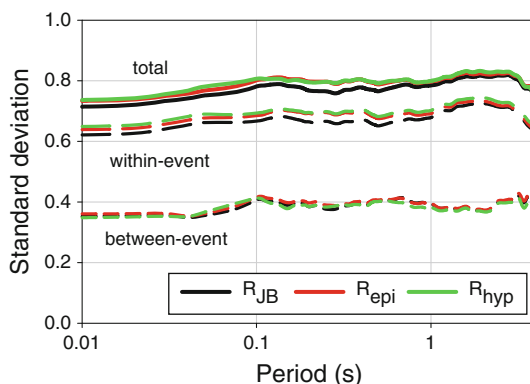 1.0
0.8
0.6
0.4
0.2
0.0
Standard deviation
total
within-event
between-event
R_JB R_epi R_hyp
0.01 0.1 1
Period (s)